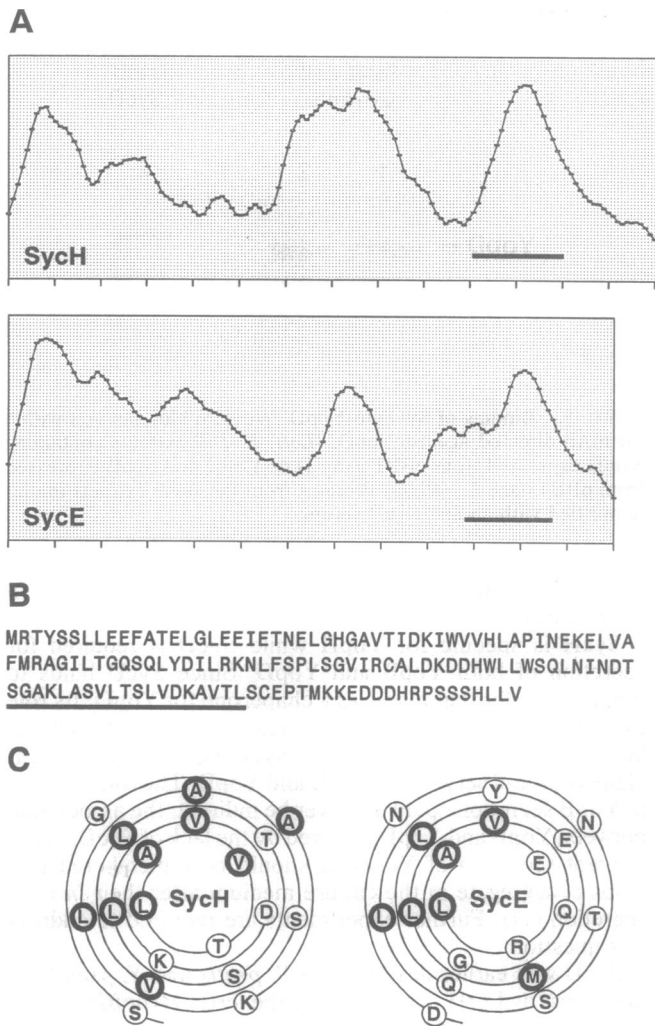 A
SycH
SycE
B
MRTYSSLLEEFATELGLEEIETNELGHGAVTIDKIWVVHLAPINEKELVA
FMRAGILTGQSQLYDILRKNLFSPLSGVIRCALDKDDHWLLWSQLNINDT
SGAKLASVLTSLVDKAVTLSCEPTMKKEDDDHRPSSSHLLV
C
A
G
V A
L T
A V
SycH
L L L D S
T
K
S
V K
S
Y
N V N
L E
A E
SycE
L L L Q T
R
G
M
Q S
D